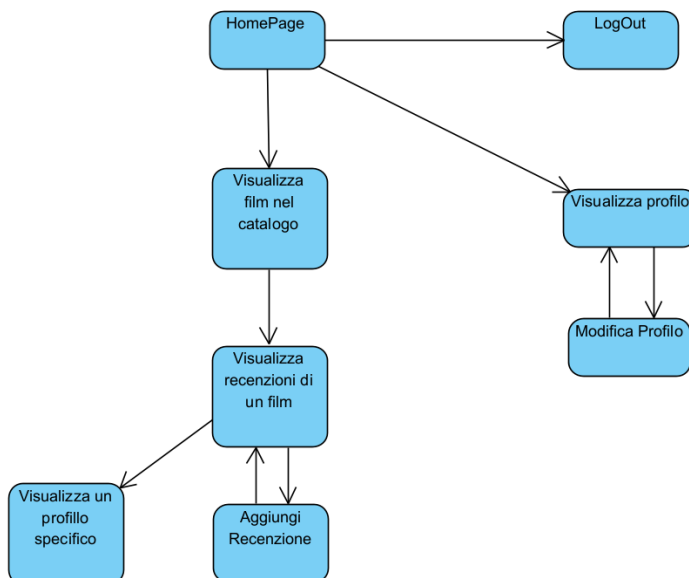 HomePage
LogOut
Visualizza
film nel
catalogo
Visualizza profilo
Modifica Profilo
Visualizza
recenzioni di
un film
Visualizza un
profillo
specifico
Aggiungi
Recenzione